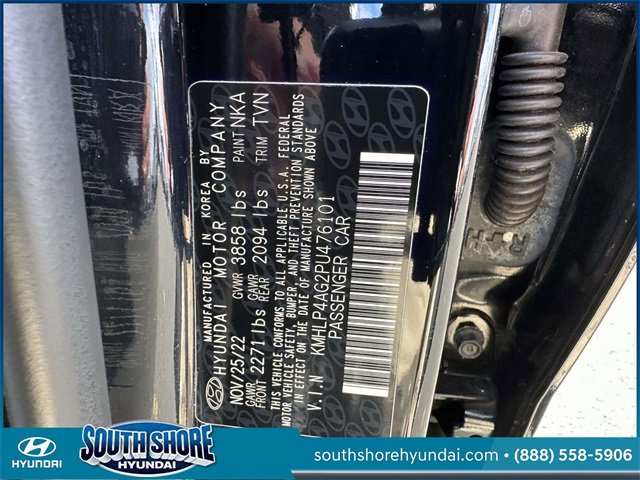 MANUFACTURED IN KOREA BY
HYUNDAI MOTOR COMPANY
NOV/25/22 GVWR 3858 lbs PAINT NKA
GAWR FRONT 2271 lbs GAWR REAR 2094 lbs TRIM TVN
THIS VEHICLE CONFORMS TO ALL APPLICABLE U.S.A. FEDERAL
MOTOR VEHICLE SAFETY, BUMPER, AND THEFT PREVENTION STANDARDS
IN EFFECT ON THE DATE OF MANUFACTURE SHOWN ABOVE
V.I.N KMHLP4AG2PU476101
PASSENGER CAR
HYUNDAI
SOUTH SHORE
HYUNDAI
southshorehyundai.com • (888) 558-5906